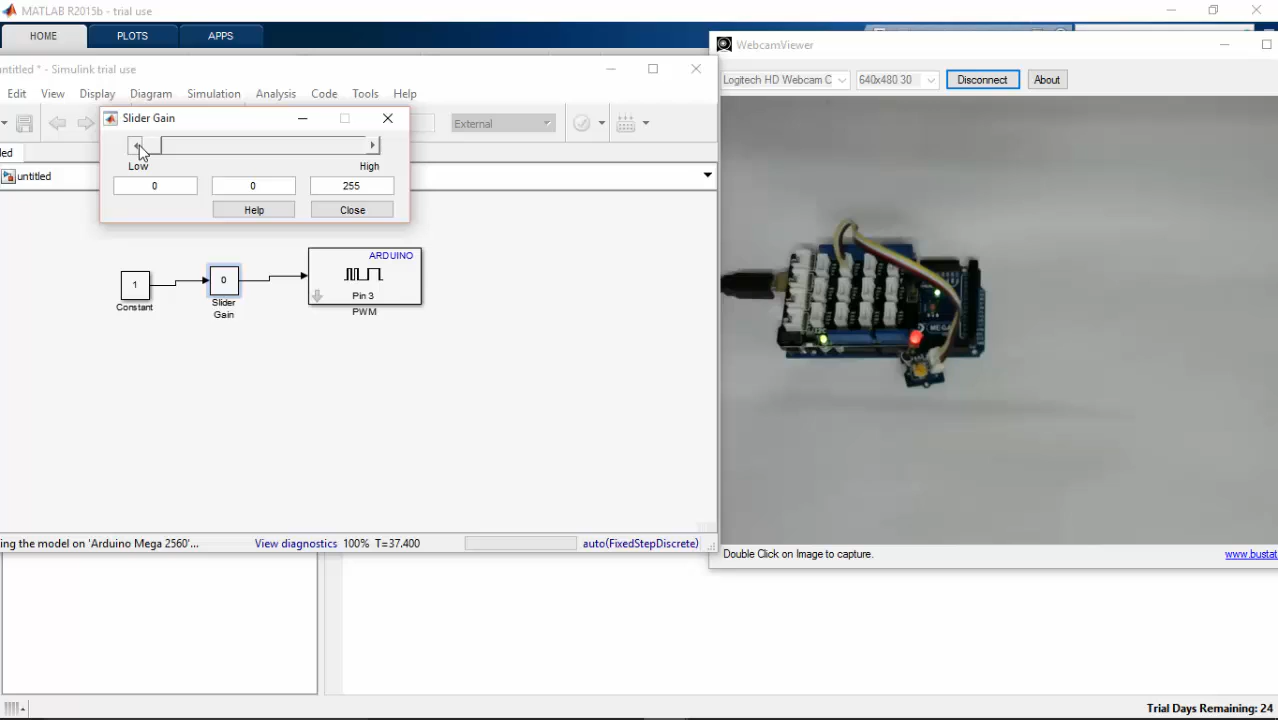 MATLAB R2015b - trial use
HOME PLOTS APPS
untitled * - Simulink trial use
Edit View Display Diagram Simulation Analysis Code Tools Help
External
led
untitled
Slider Gain
Low High
0 0 255
Help Close
1
Constant
0
Slider
Gain
ARDUINO
Pin 3
PWM
ing the model on 'Arduino Mega 2560'...
View diagnostics 100% T=37.400 auto(FixedStepDiscrete)
WebcamViewer
Logitech HD Webcam C 640x480 30 Disconnect About
Double Click on Image to capture. www.bustat
Trial Days Remaining: 24